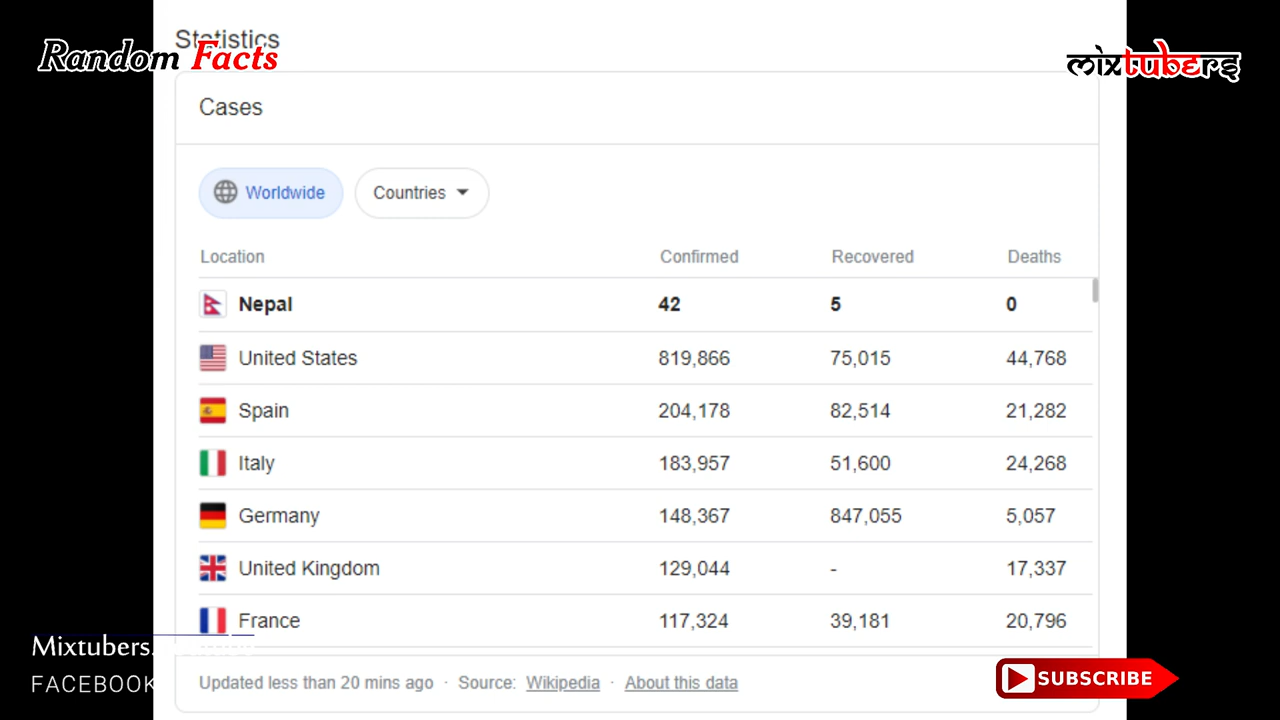 Statistics
Random Facts
mixtubers
Cases
Worldwide
Countries
Location Confirmed Recovered Deaths
Nepal 42 5 0
United States 819,866 75,015 44,768
Spain 204,178 82,514 21,282
Italy 183,957 51,600 24,268
Germany 148,367 847,055 5,057
United Kingdom 129,044 - 17,337
France 117,324 39,181 20,796
Mixtubers.
FACEBOOK
Updated less than 20 mins ago · Source: Wikipedia · About this data
SUBSCRIBE